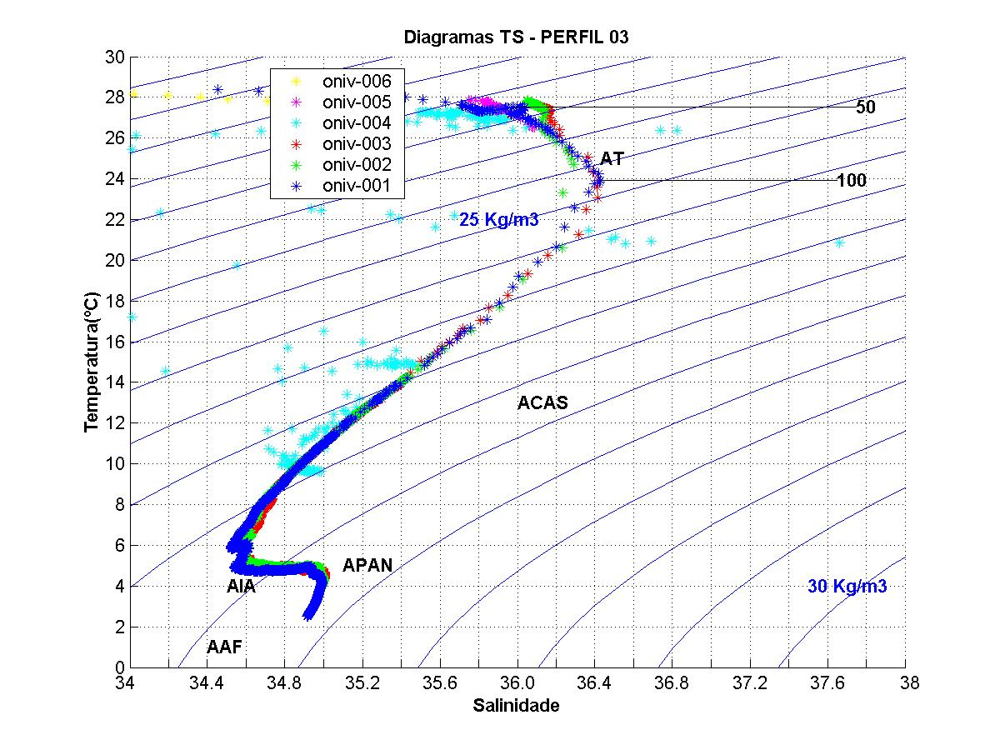 Diagramas TS - PERFIL 03
30
28
26
24
22
20
18
16
14
12
10
8
6
4
2
0
Temperatura(ºC)
oniv-006
oniv-005
oniv-004
oniv-003
oniv-002
oniv-001
50
AT
100
25 Kg/m3
ACAS
APAN
AIA
30 Kg/m3
AAF
34 34.4 34.8 35.2 35.6 36.0 36.4 36.8 37.2 37.6 38
Salinidade